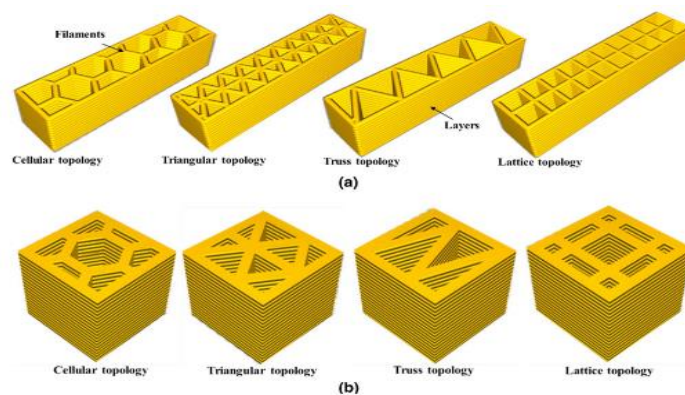 Filaments
Layers
Cellular topology
Triangular topology
Truss topology
Lattice topology
(a)
Cellular topology
Triangular topology
Truss topology
Lattice topology
(b)